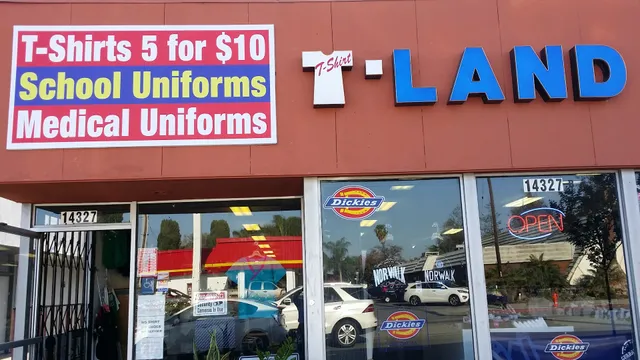 T-Shirts 5 for $10
School Uniforms
Medical Uniforms
T-Shirt
T-LAND
14327
14327
Dickies
OPEN
NORWALK
NORWALK
Dickies
Dickies